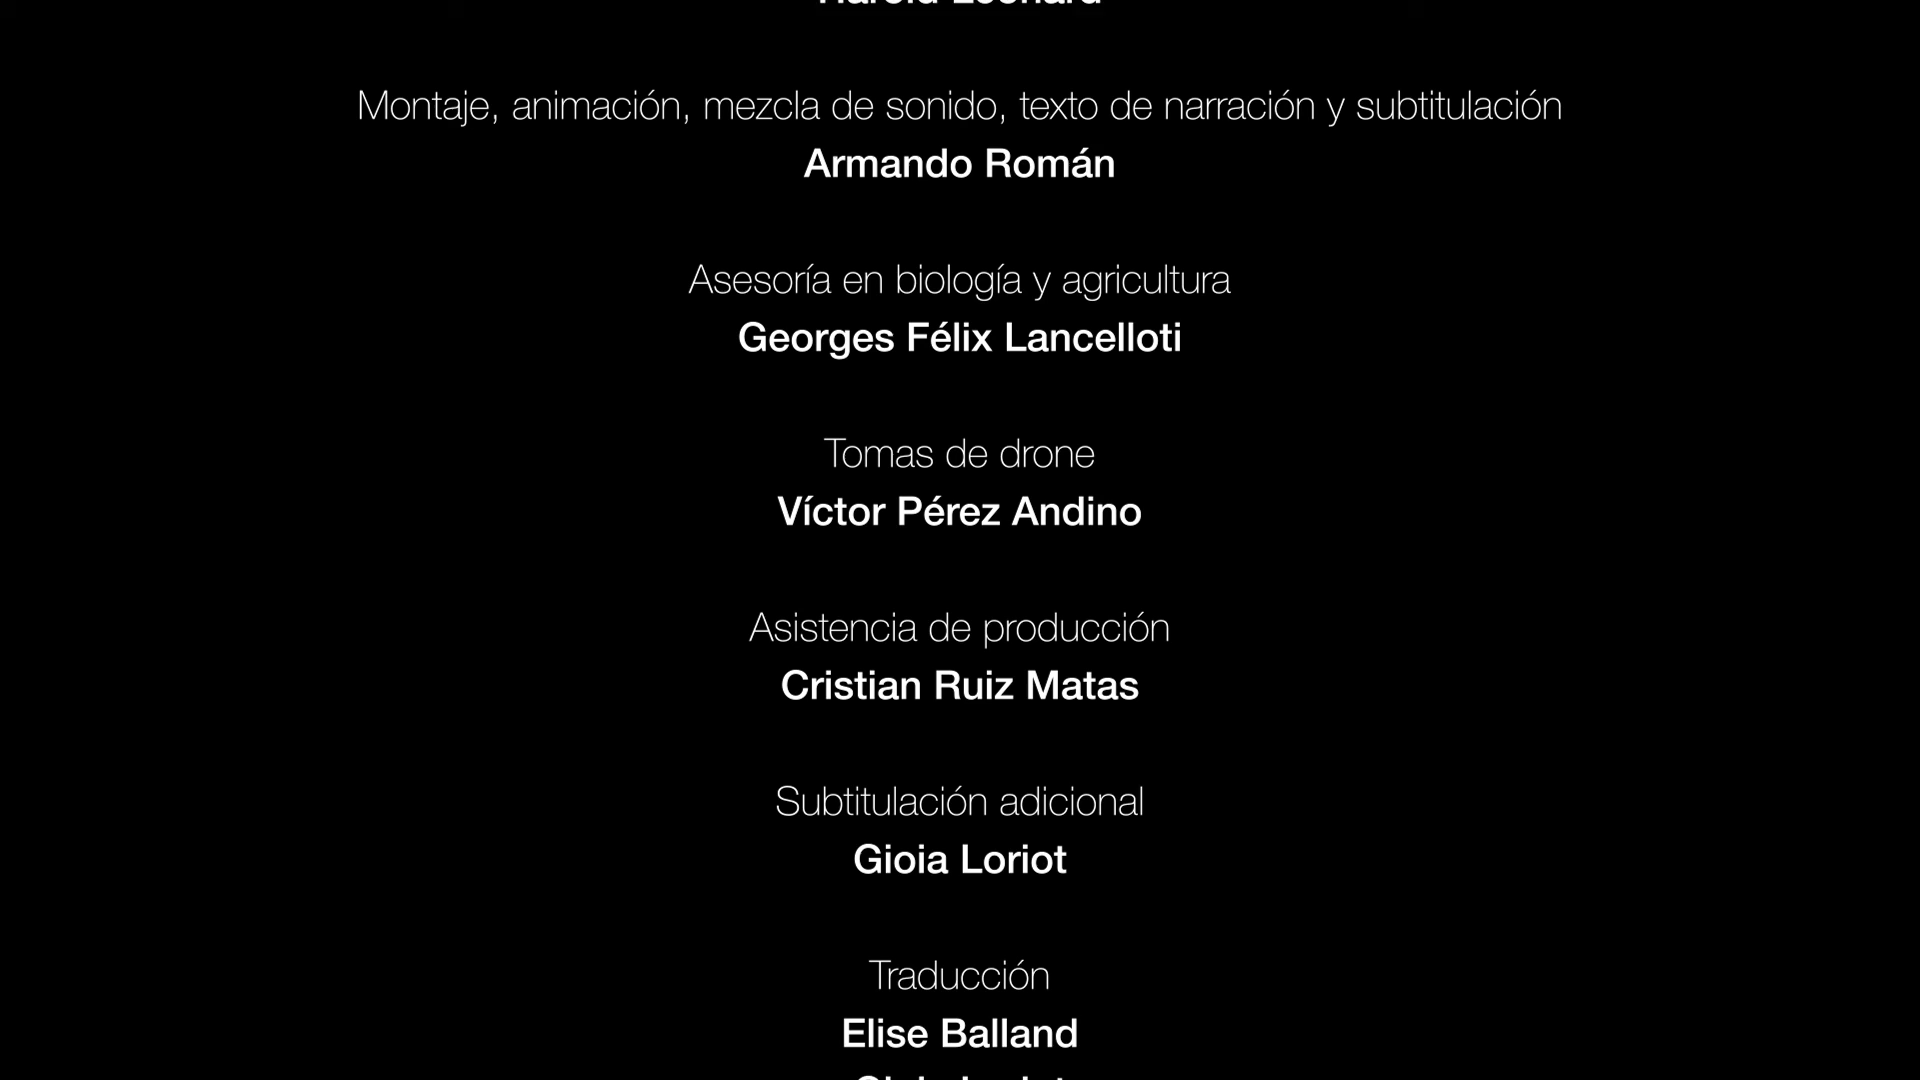 Montaje, animación, mezcla de sonido, texto de narración y subtitulación
Armando Román
Asesoría en biología y agricultura
Georges Félix Lancelloti
Tomas de drone
Víctor Pérez Andino
Asistencia de producción
Cristian Ruiz Matas
Subtitulación adicional
Gioia Loriot
Traducción
Elise Balland